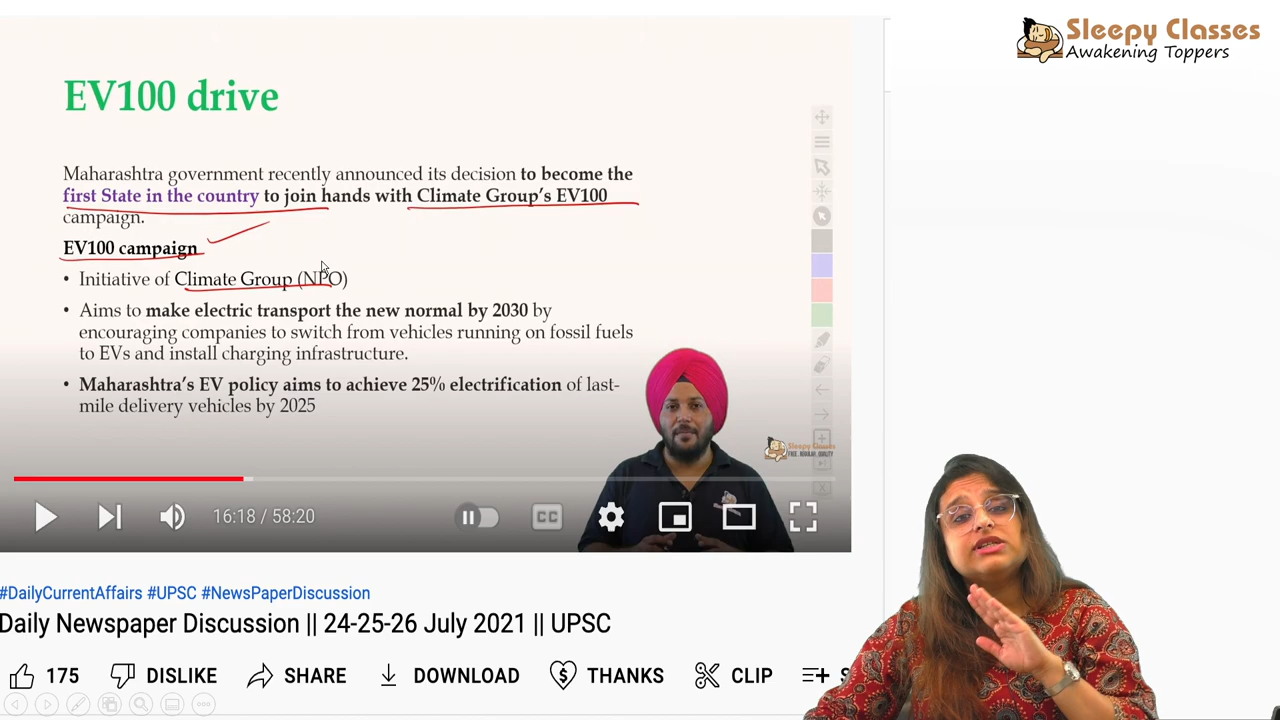 Sleepy Classes
Awakening Toppers
EV100 drive
Maharashtra government recently announced its decision to become the
first State in the country to join hands with Climate Group's EV100
campaign.
EV100 campaign
• Initiative of Climate Group (NPO)
• Aims to make electric transport the new normal by 2030 by
encouraging companies to switch from vehicles running on fossil fuels
to EVs and install charging infrastructure.
• Maharashtra's EV policy aims to achieve 25% electrification of last-
mile delivery vehicles by 2025
Sleepy Classes
16:18 / 58:20
CC
#DailyCurrentAffairs #UPSC #NewsPaperDiscussion
Daily Newspaper Discussion || 24-25-26 July 2021 || UPSC
175 DISLIKE SHARE DOWNLOAD THANKS CLIP S